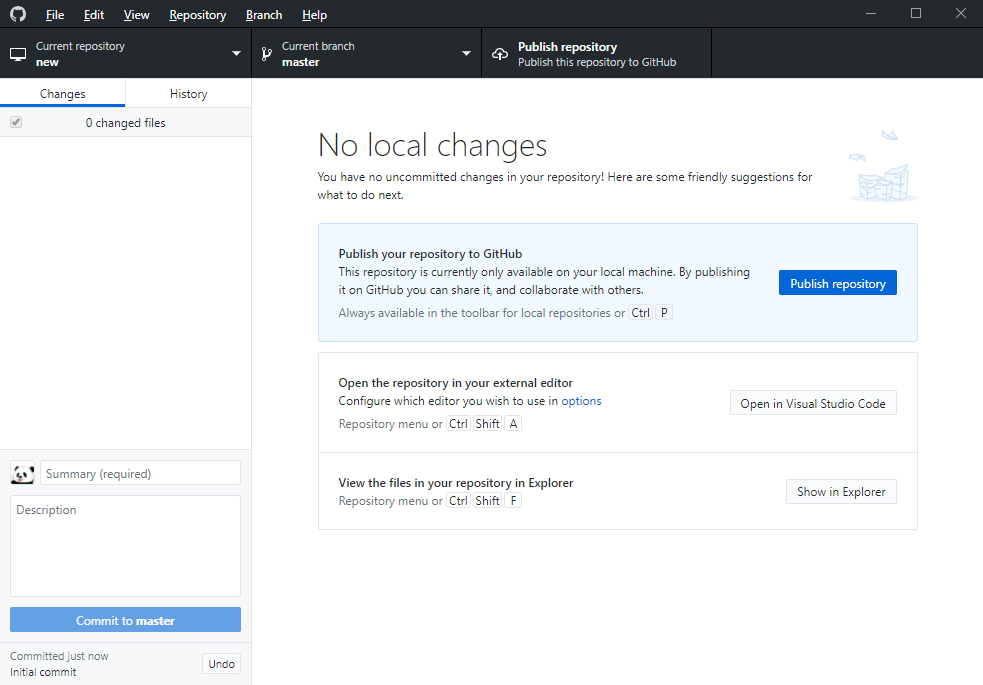 File Edit View Repository Branch Help
Current repository
new
Current branch
master
Publish repository
Publish this repository to GitHub
Changes
History
0 changed files
No local changes
You have no uncommitted changes in your repository! Here are some friendly suggestions for
what to do next.
Publish your repository to GitHub
This repository is currently only available on your local machine. By publishing
it on GitHub you can share it, and collaborate with others.
Always available in the toolbar for local repositories or Ctrl P
Publish repository
Open the repository in your external editor
Configure which editor you wish to use in options
Repository menu or Ctrl Shift A
Open in Visual Studio Code
View the files in your repository in Explorer
Repository menu or Ctrl Shift F
Show in Explorer
Summary (required)
Description
Commit to master
Committed just now
Initial commit
Undo